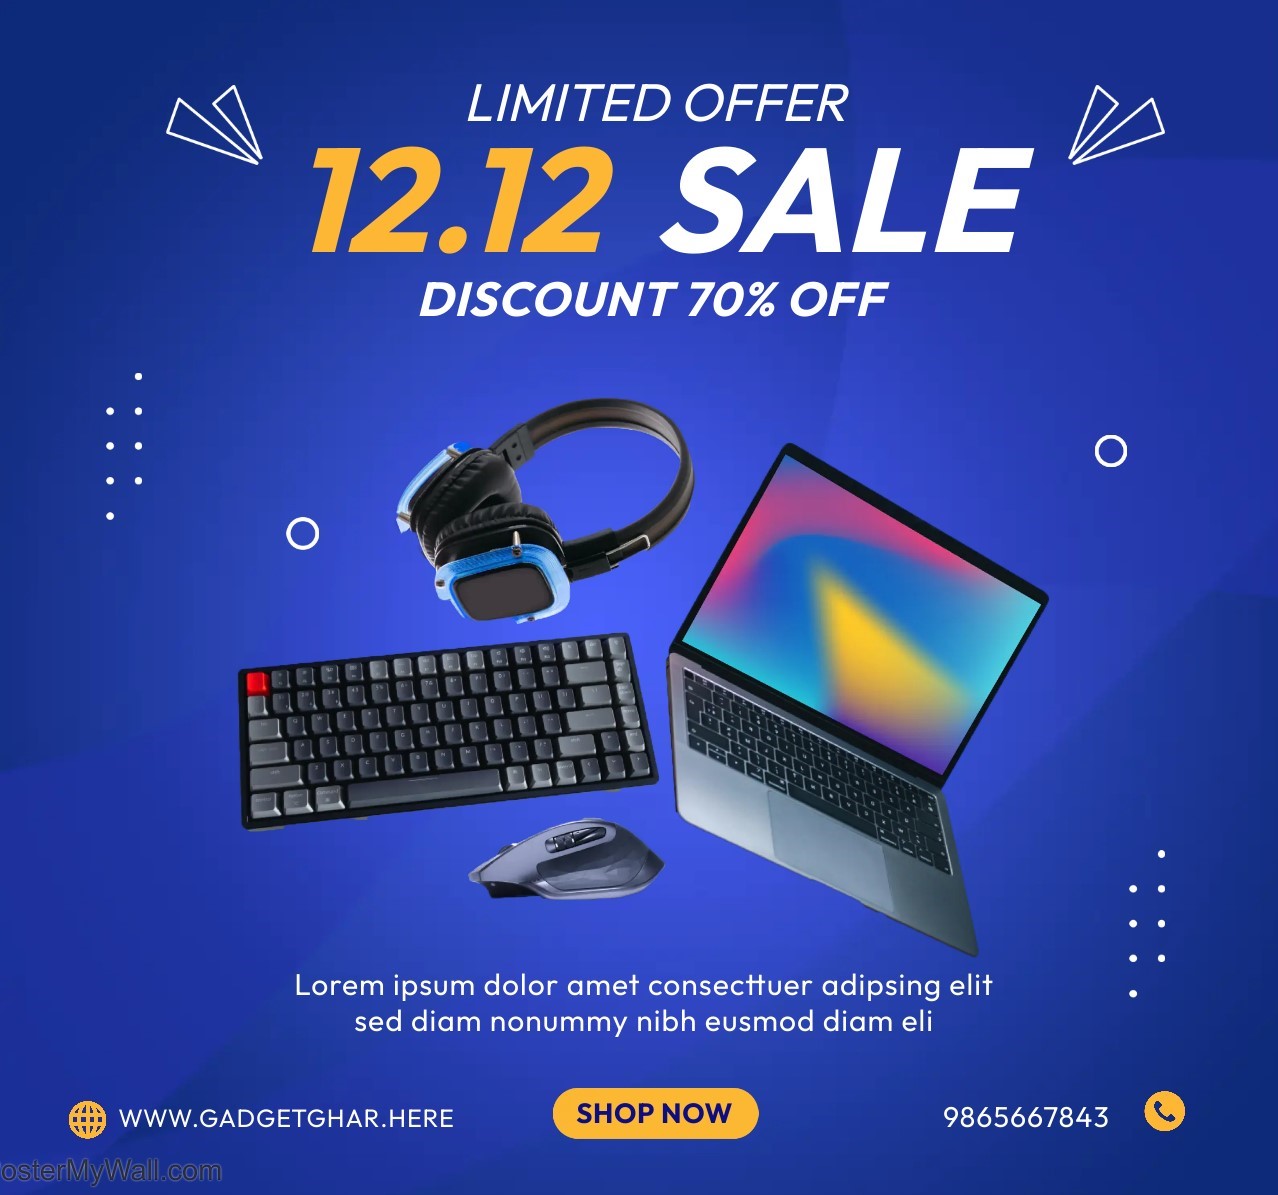 LIMITED OFFER
12.12 SALE
DISCOUNT 70% OFF
Lorem ipsum dolor amet consecttuer adipsing elit
sed diam nonummy nibh eusmod diam eli
WWW.GADGETGHAR.HERE
SHOP NOW
9865667843
osterMyWall.com